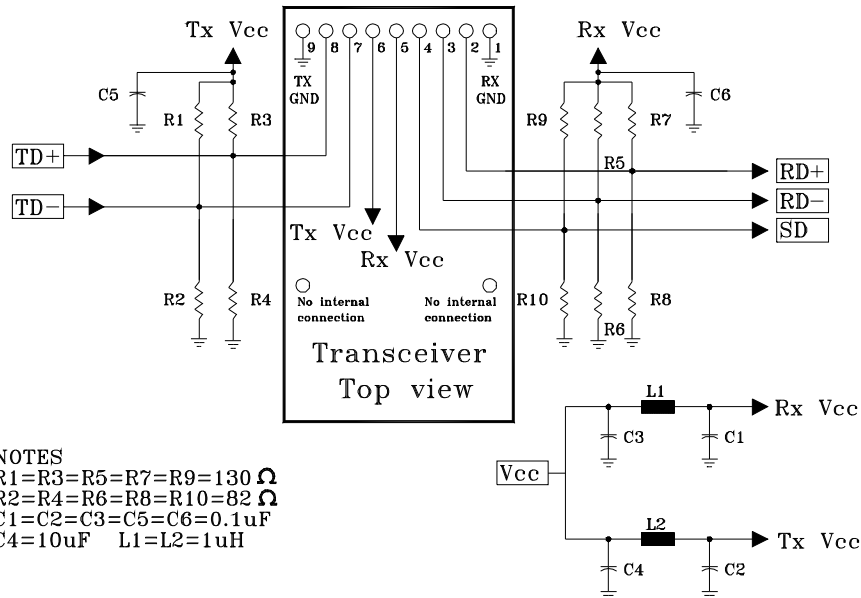 Tx Vcc
Rx Vcc
9 8 7 6 5 4 3 2 1
TX
GND
RX
GND
C5
R1
R3
R9
R7
C6
TD+
R5
RD+
TD-
RD-
Tx Vcc
SD
Rx Vcc
R2
R4
No internal
connection
No internal
connection
R10
R8
R6
Transceiver
Top view
L1
Rx Vcc
C3
C1
Vcc
L2
Tx Vcc
C4
C2
NOTES
R1=R3=R5=R7=R9=130 Ω
R2=R4=R6=R8=R10=82 Ω
C1=C2=C3=C5=C6=0.1uF
C4=10uF L1=L2=1uH